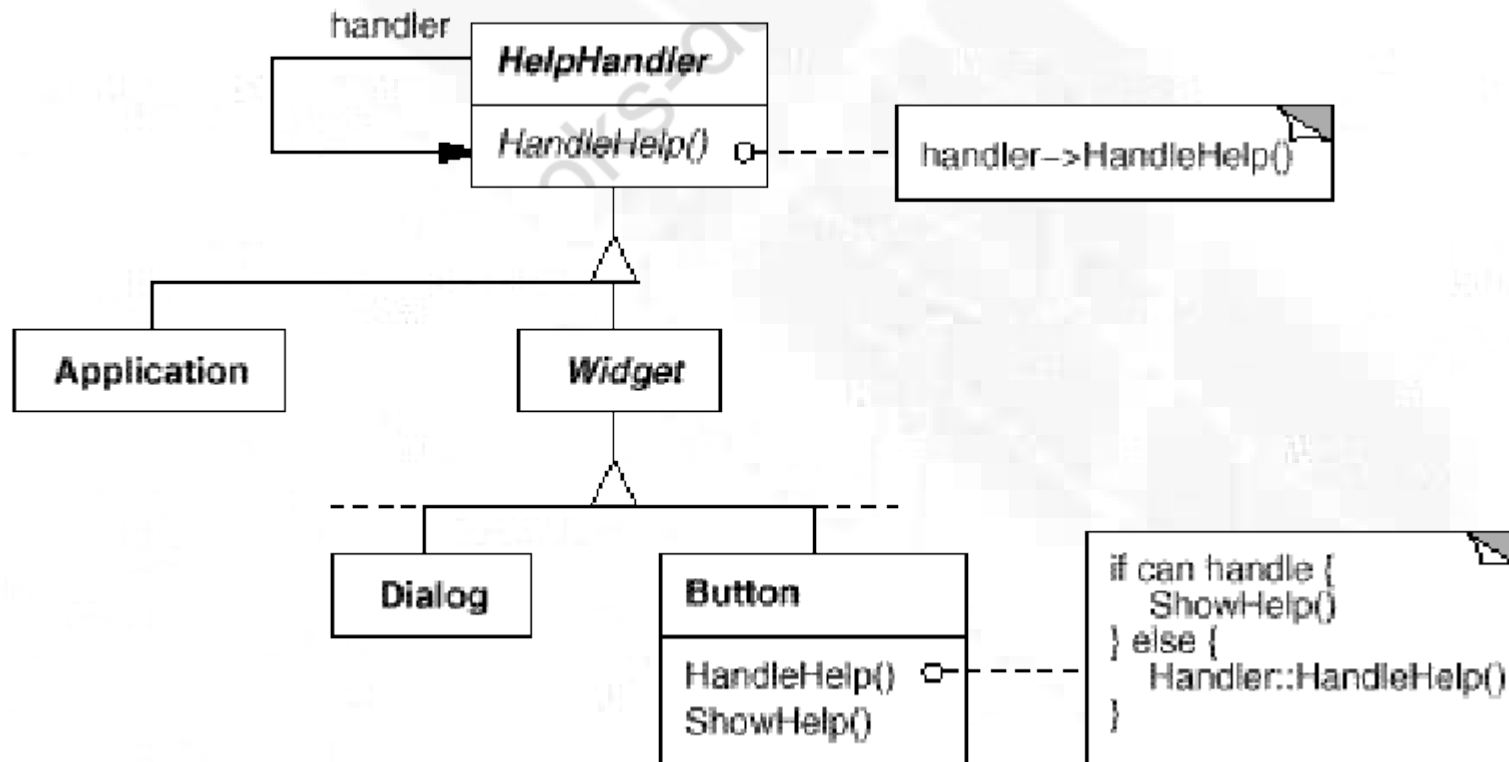 handler
HelpHandler
HandleHelp()
handler->HandleHelp()
Application
Widget
Dialog
Button
HandleHelp()
ShowHelp()
if can handle {
ShowHelp()
} else {
Handler::HandleHelp()
}